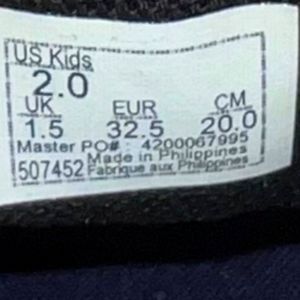 US Kids
2.0
UK EUR CM
1.5 32.5 20.0
Master PO# : 4200067995
507452 Made in Philippines
Fabrique aux Philippines